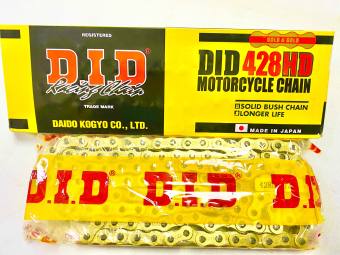 REGISTERED
D.I.D
Racing Chain
TRADE MARK
DAIDO KOGYO CO., LTD.
GOLD & GOLD
DID 428HD
MOTORCYCLE CHAIN
SOLID BUSH CHAIN
LONGER LIFE
MADE IN JAPAN
D.I.D D.I.D D.I.D